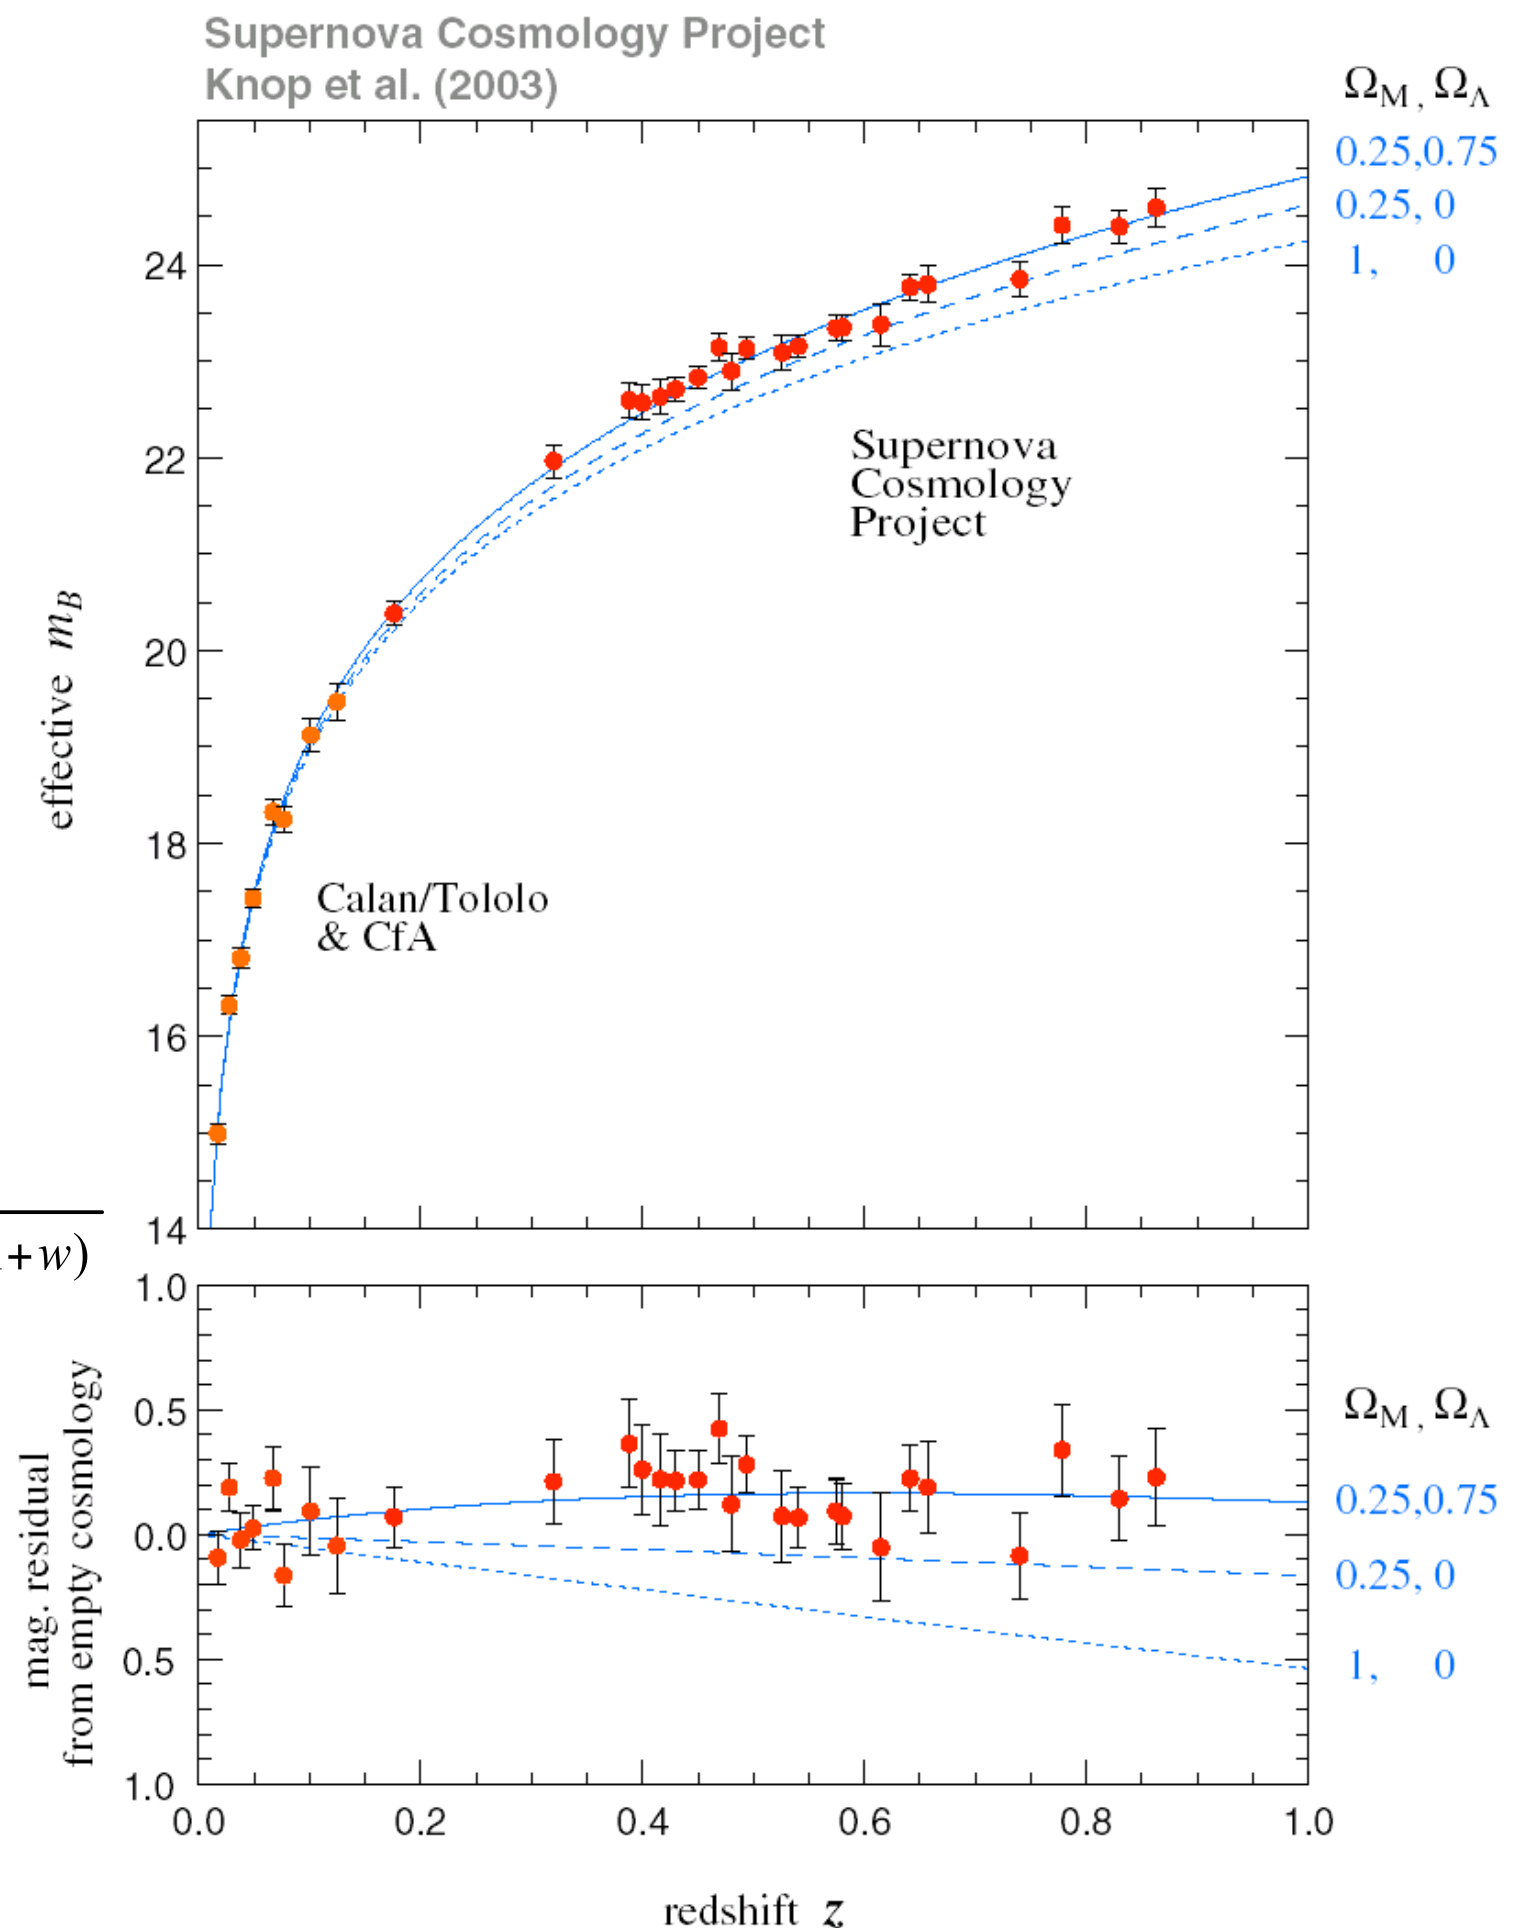 Supernova Cosmology Project
Knop et al. (2003)
Ω_M , Ω_Λ
0.25,0.75
0.25, 0
1, 0
24
22
20
18
16
14
effective m_B
Supernova
Cosmology
Project
Calan/Tololo
& CfA
+w)
1.0
0.5
0.0
0.5
1.0
mag. residual
from empty cosmology
Ω_M , Ω_Λ
0.25,0.75
0.25, 0
1, 0
0.0 0.2 0.4 0.6 0.8 1.0
redshift z